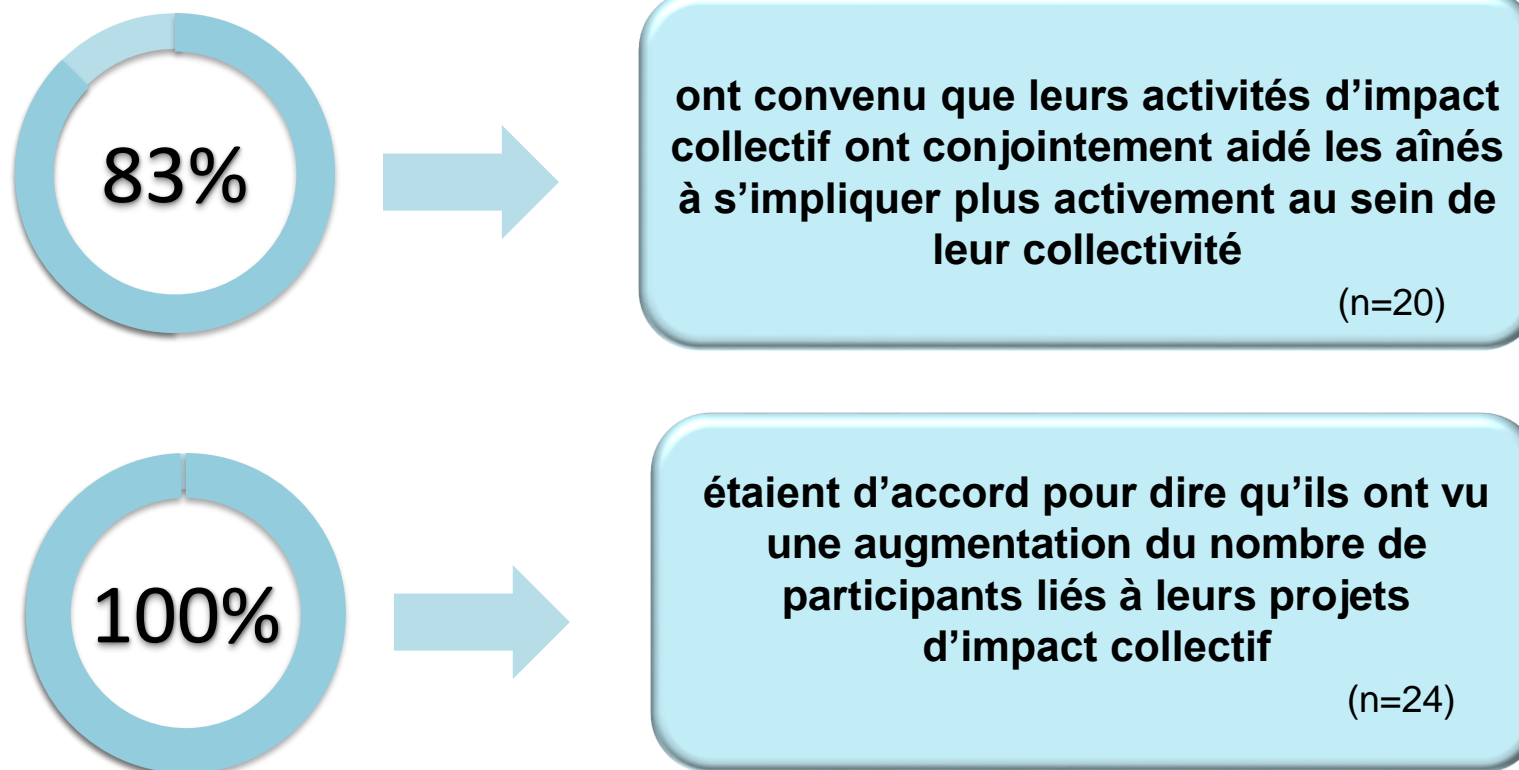 83%
ont convenu que leurs activités d’impact
collectif ont conjointement aidé les aînés
à s’impliquer plus activement au sein de
leur collectivité
(n=20)
100%
étaient d’accord pour dire qu’ils ont vu
une augmentation du nombre de
participants liés à leurs projets
d’impact collectif
(n=24)